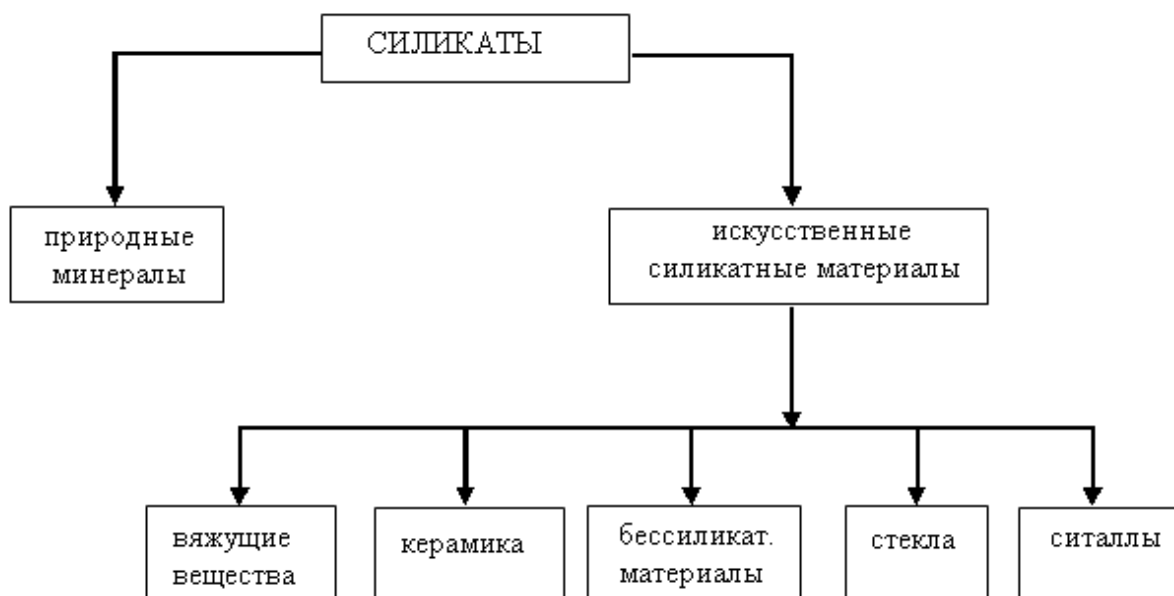 СИЛИКАТЫ
природные
минералы
искусственные
силикатные материалы
вяжущие
вещества
керамика
бессиликат.
материалы
стекла
ситаллы